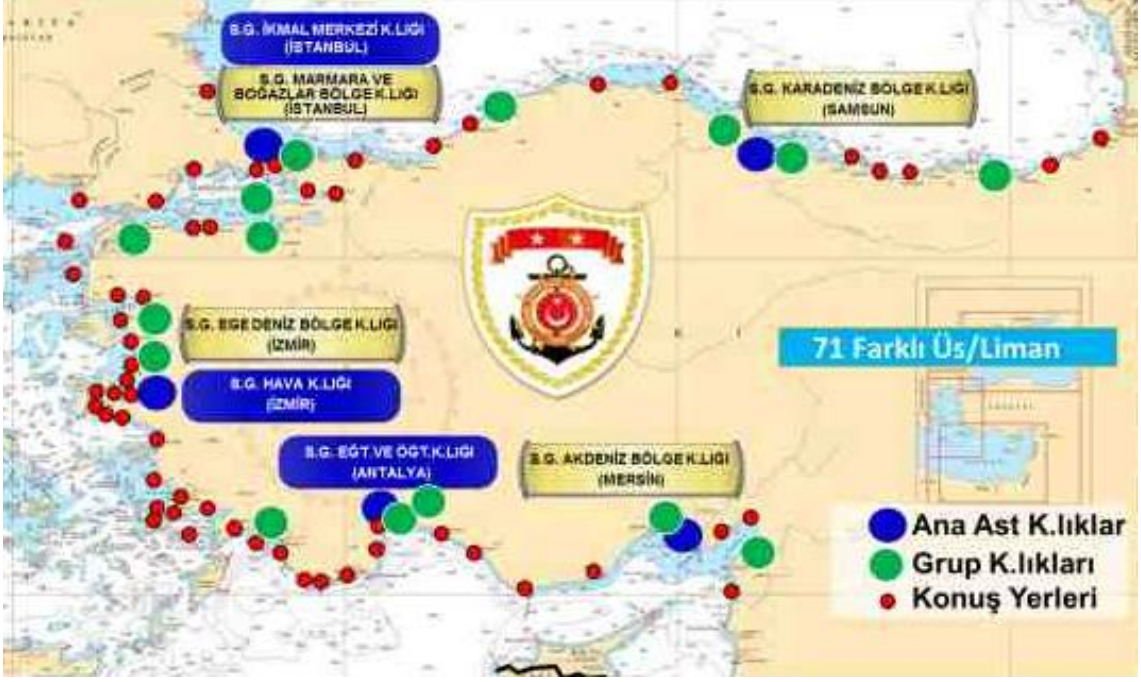 S.G. İKMAL MERKEZİ K.LIĞI
(İSTANBUL)
S.G. MARMARA VE
BOĞAZLAR BÖLGE K.LIĞI
(İSTANBUL)
S.G. KARADENİZ BÖLGE K.LIĞI
(SAMSUN)
S.G. EGE DENİZ BÖLGE K.LIĞI
(İZMİR)
71 Farklı Üs/Liman
S.G. HAVA K.LIĞI
(İZMİR)
S.G. EĞT.VE ÖĞT.K.LIĞI
(ANTALYA)
S.G. AKDENİZ BÖLGE K.LIĞI
(MERSİN)
Ana Ast K.lıklar
Grup K.lıkları
Konuş Yerleri